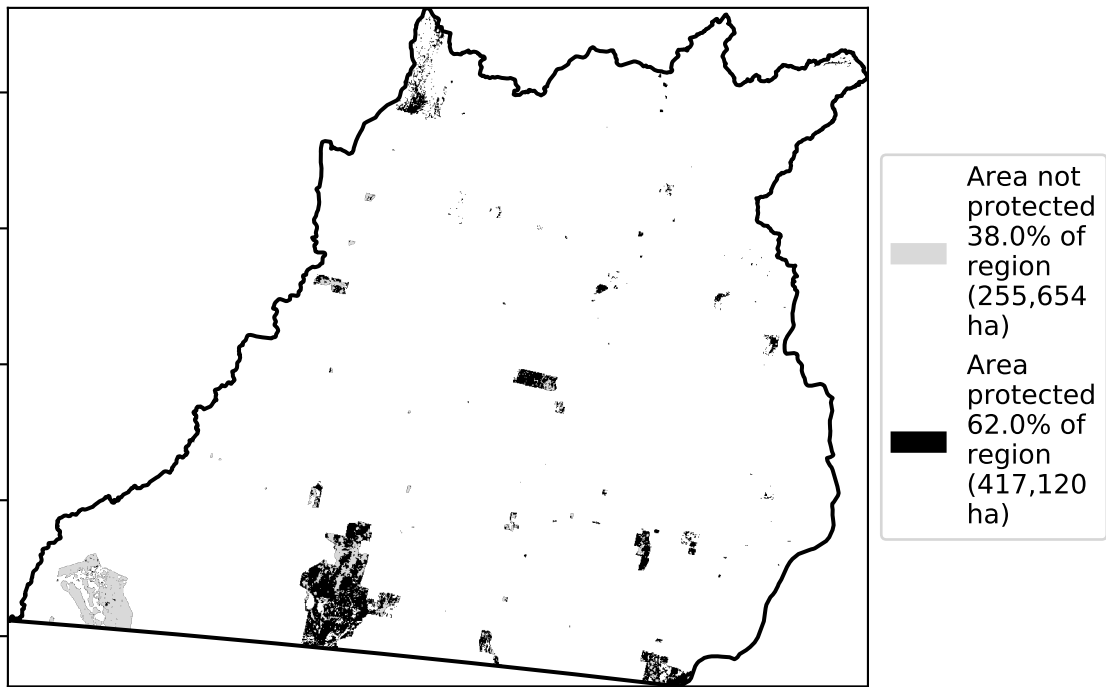 Area not
protected
38.0% of
region
(255,654
ha)
Area
protected
62.0% of
region
(417,120
ha)